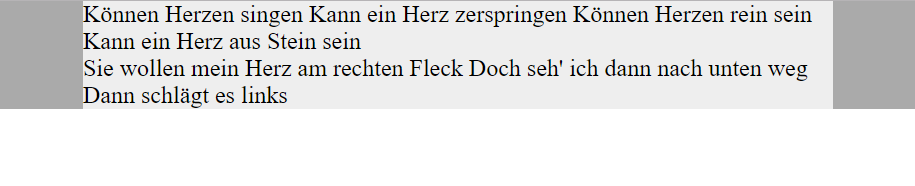 Können Herzen singen Kann ein Herz zerspringen Können Herzen rein sein
Kann ein Herz aus Stein sein
Sie wollen mein Herz am rechten Fleck Doch seh' ich dann nach unten weg
Dann schlägt es links